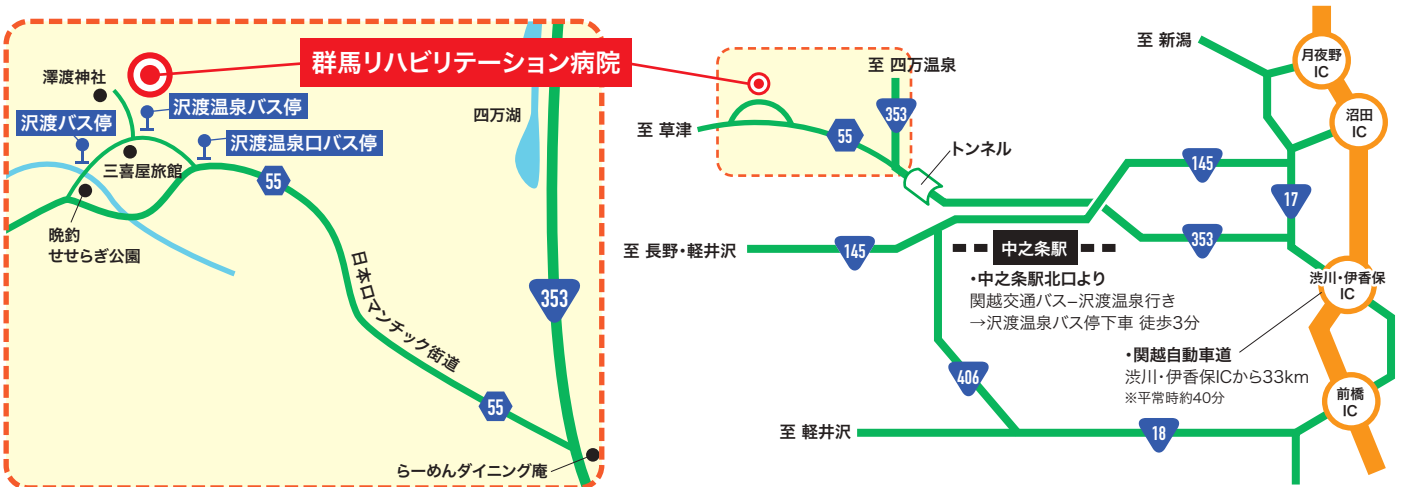 群馬リハビリテーション病院
澤渡神社
沢渡温泉バス停
沢渡バス停
沢渡温泉口バス停
三喜屋旅館
晩釣
せせらぎ公園
四万湖
55
日本ロマンチック街道
353
55
らーめんダイニング庵
至 四万温泉
353
至 草津
55
トンネル
至 新潟
月夜野
IC
沼田
IC
145
17
353
至 長野・軽井沢
145
中之条駅
・中之条駅北口より
関越交通バス−沢渡温泉行き
→沢渡温泉バス停下車 徒歩3分
渋川・伊香保
IC
・関越自動車道
渋川・伊香保ICから33km
※平常時約40分
406
前橋
IC
至 軽井沢
18